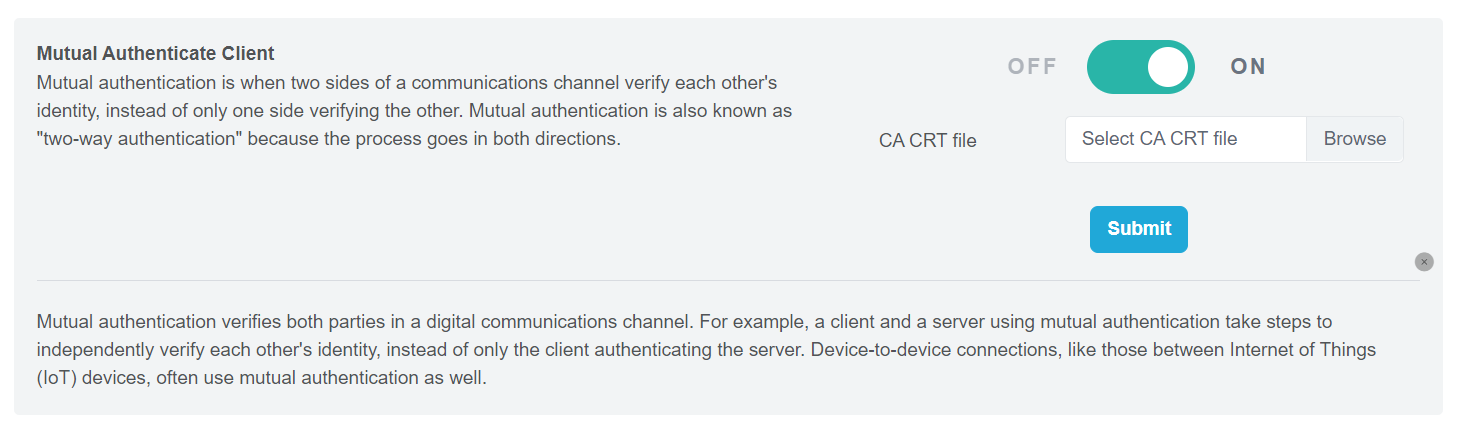 Mutual Authenticate Client
Mutual authentication is when two sides of a communications channel verify each other's
identity, instead of only one side verifying the other. Mutual authentication is also known as
"two-way authentication" because the process goes in both directions.
OFF ON
CA CRT file Select CA CRT file Browse
Submit
Mutual authentication verifies both parties in a digital communications channel. For example, a client and a server using mutual authentication take steps to
independently verify each other's identity, instead of only the client authenticating the server. Device-to-device connections, like those between Internet of Things
(IoT) devices, often use mutual authentication as well.